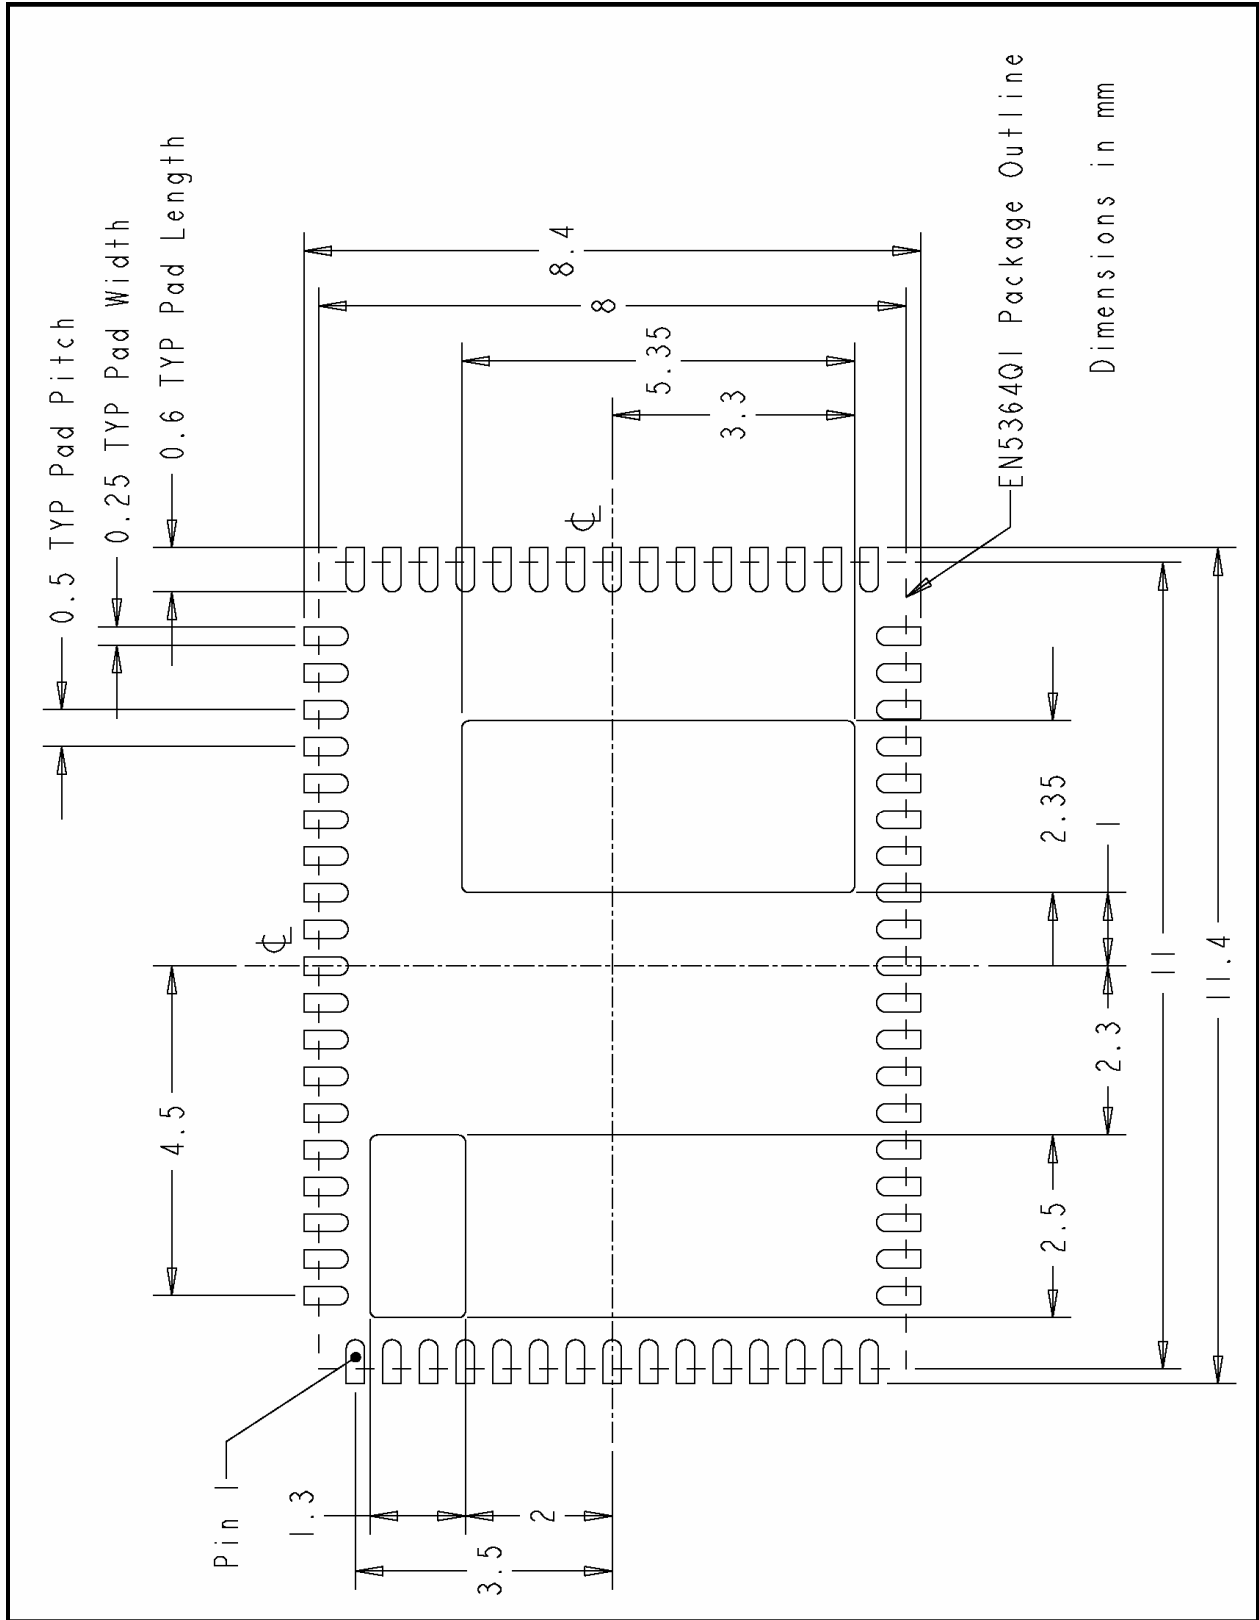 0.5 TYP Pad Pitch
0.25 TYP Pad Width
0.6 TYP Pad Length
4.5
8.4
8
5.35
3.3
Pin 1
1.3
2
3.5
2.35
1
2.3
2.5
11
11.4
EN5364QI Package Outline
Dimensions in mm